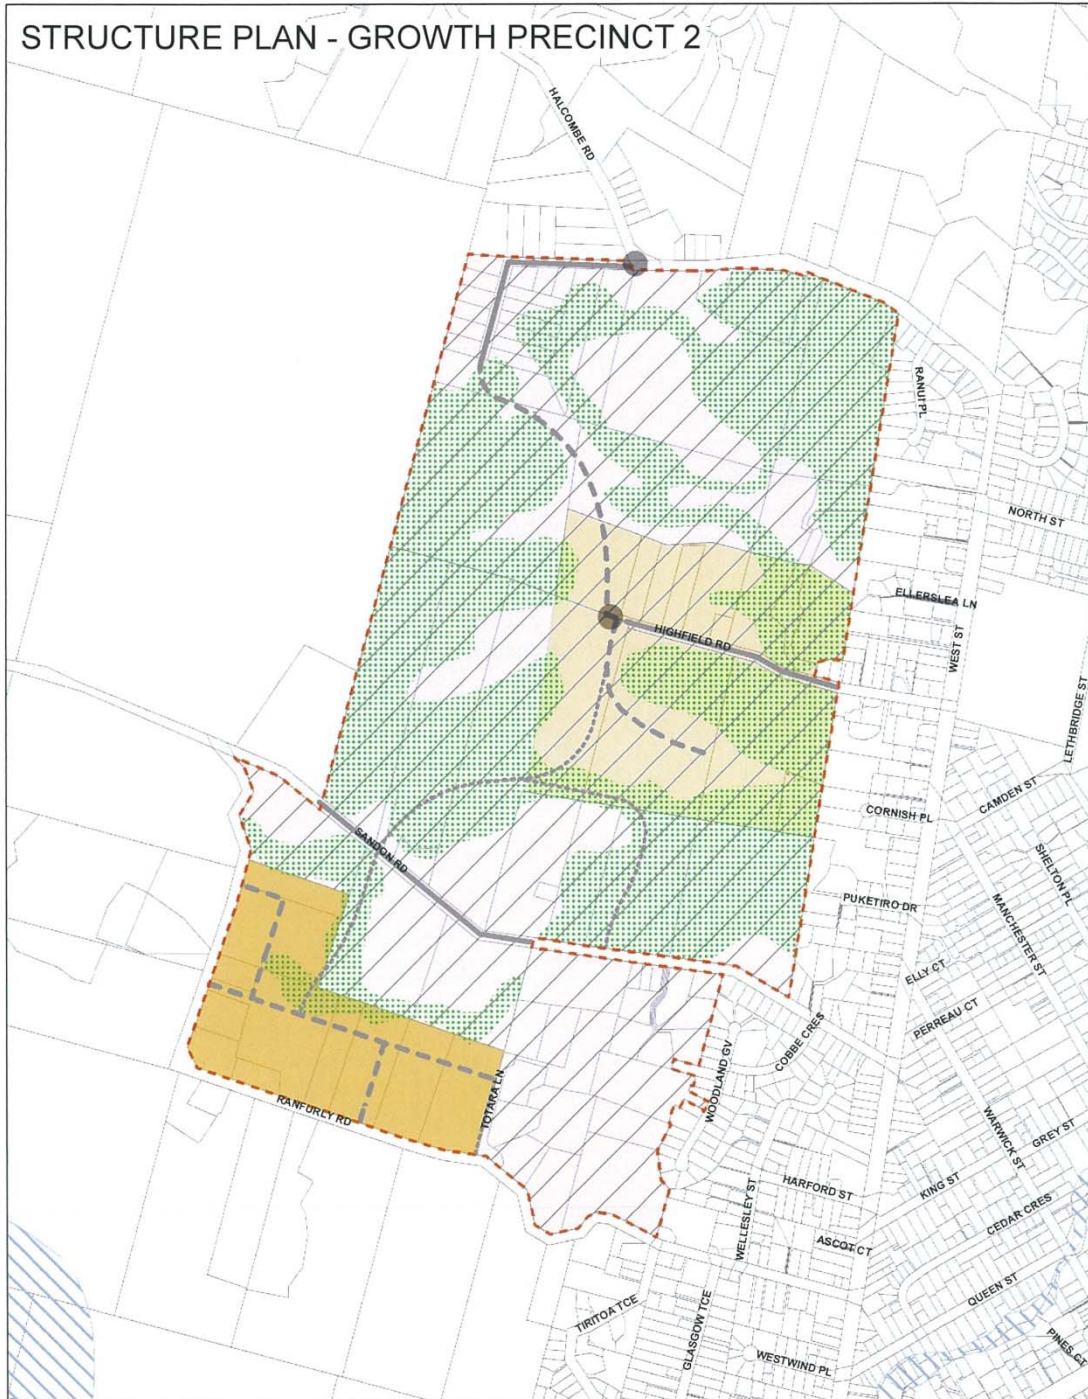 STRUCTURE PLAN - GROWTH PRECINCT 2
HALCOMBE RD
RANUI PL
NORTH ST
ELLERSLEA LN
HIGHFIELD RD
WEST ST
LETHBRIDGE ST
CAMDEN ST
CORNISH PL
SANDON RD
SHELTON PL
PUKETIRO DR
MANCHESTER ST
ELLY CT
PERREAU CT
COBBE CRES
WOODLAND GV
TOTARA LN
RANFURLY RD
WARWICK ST
GREY ST
KING ST
HARFORD ST
WELLESLEY ST
CEDAR CRES
ASCOT CT
QUEEN ST
TIRITOA TCE
GLASGOW TCE
WESTWIND PL
PINES CT